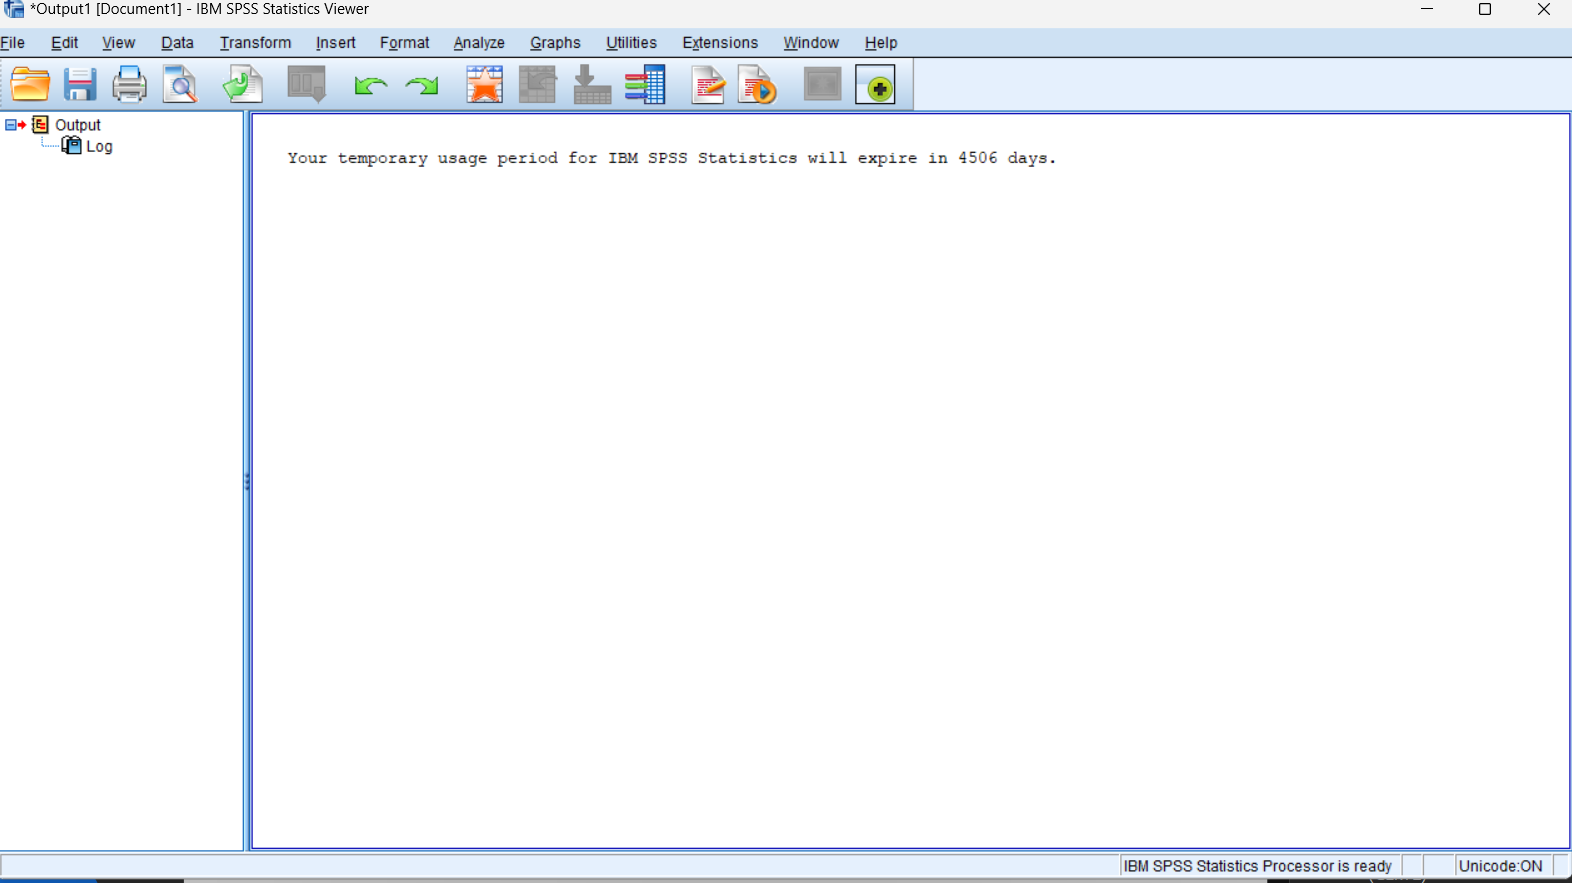 *Output1 [Document1] - IBM SPSS Statistics Viewer
File Edit View Data Transform Insert Format Analyze Graphs Utilities Extensions Window Help
Output
Log
Your temporary usage period for IBM SPSS Statistics will expire in 4506 days.
IBM SPSS Statistics Processor is ready
Unicode:ON